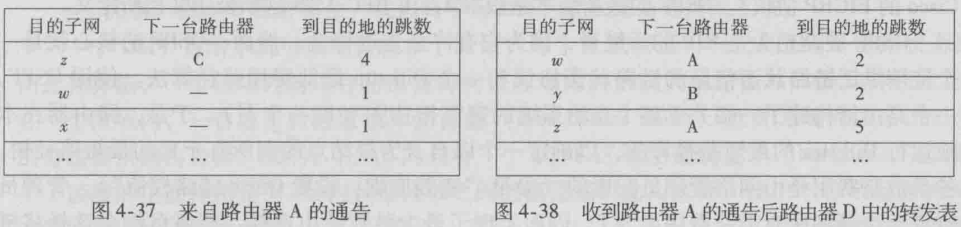 目的子网 下一台路由器 到目的地的跳数
z C 4
w — 1
x — 1
… … …
图 4-37 来自路由器 A 的通告
目的子网 下一台路由器 到目的地的跳数
w A 2
y B 2
z A 5
… … …
图 4-38 收到路由器 A 的通告后路由器 D 中的转发表